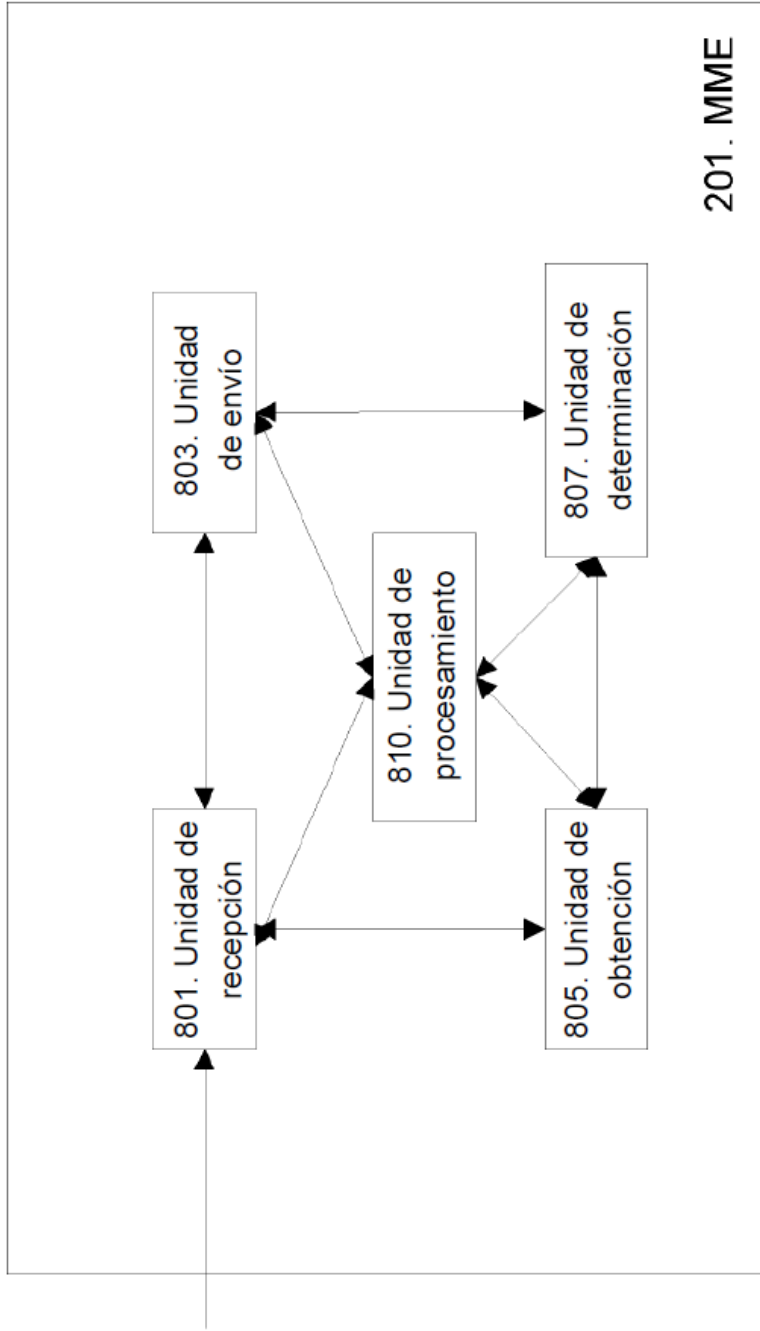 801. Unidad de
recepción
803. Unidad
de envío
810. Unidad de
procesamiento
805. Unidad de
obtención
807. Unidad de
determinación
201. MME